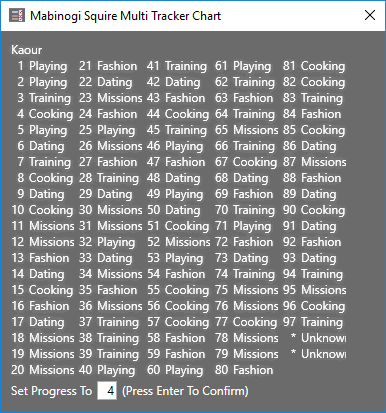 Mabinogi Squire Multi Tracker Chart
Kaour
1 Playing 21 Fashion 41 Training 61 Playing 81 Cooking
2 Playing 22 Dating 42 Dating 62 Training 82 Cooking
3 Training 23 Missions 43 Fashion 63 Fashion 83 Training
4 Cooking 24 Fashion 44 Cooking 64 Training 84 Fashion
5 Playing 25 Playing 45 Training 65 Missions 85 Cooking
6 Dating 26 Missions 46 Playing 66 Training 86 Dating
7 Training 27 Fashion 47 Fashion 67 Cooking 87 Missions
8 Cooking 28 Training 48 Dating 68 Dating 88 Fashion
9 Dating 29 Dating 49 Playing 69 Fashion 89 Dating
10 Cooking 30 Missions 50 Dating 70 Training 90 Cooking
11 Missions 31 Missions 51 Cooking 71 Playing 91 Dating
12 Missions 32 Playing 52 Missions 72 Fashion 92 Fashion
13 Fashion 33 Dating 53 Playing 73 Dating 93 Dating
14 Dating 34 Missions 54 Fashion 74 Training 94 Training
15 Cooking 35 Fashion 55 Fashion 75 Missions 95 Missions
16 Fashion 36 Missions 56 Cooking 76 Missions 96 Cooking
17 Dating 37 Training 57 Cooking 77 Cooking 97 Training
18 Missions 38 Training 58 Fashion 78 Missions * Unknow
19 Missions 39 Training 59 Fashion 79 Missions * Unknow
20 Missions 40 Playing 60 Playing 80 Fashion
Set Progress To 4 (Press Enter To Confirm)